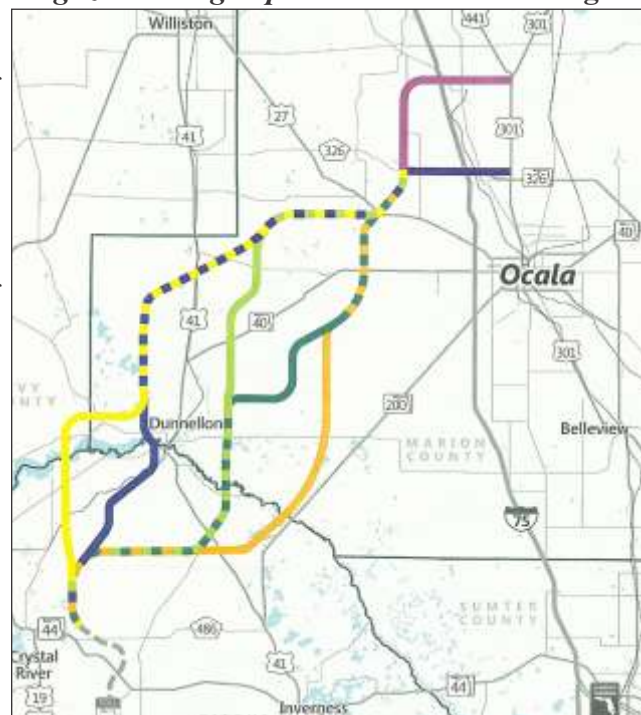 Williston
441
301
27
41
301
326
326
40
Ocala
41
40
301
200
Dunnellon
Belleview
MARION
COUNTY
75
SUMTER
COUNTY
44
486
Crystal
River
41
44
19
Inverness